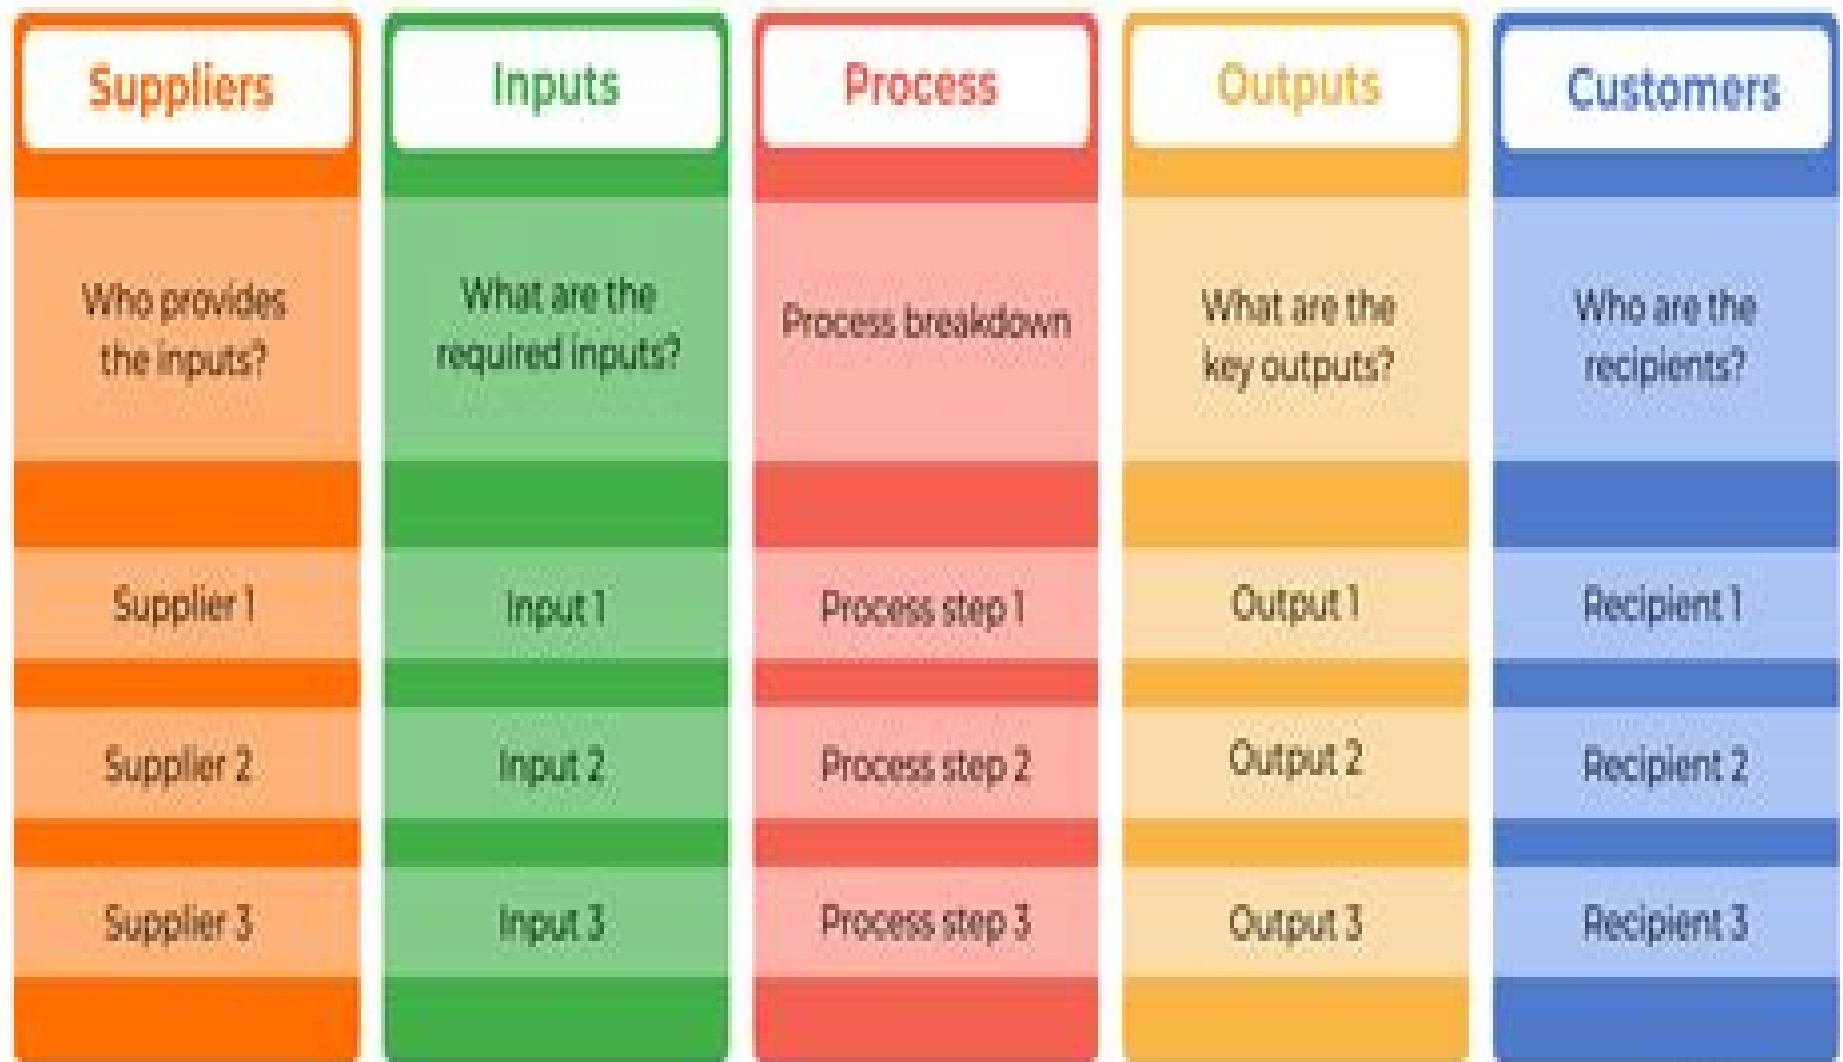 Suppliers
Inputs
Process
Outputs
Customers
Who provides
the inputs?
What are the
required inputs?
Process breakdown
What are the
key outputs?
Who are the
recipients?
Supplier 1
Input 1
Process step 1
Output 1
Recipient 1
Supplier 2
Input 2
Process step 2
Output 2
Recipient 2
Supplier 3
Input 3
Process step 3
Output 3
Recipient 3